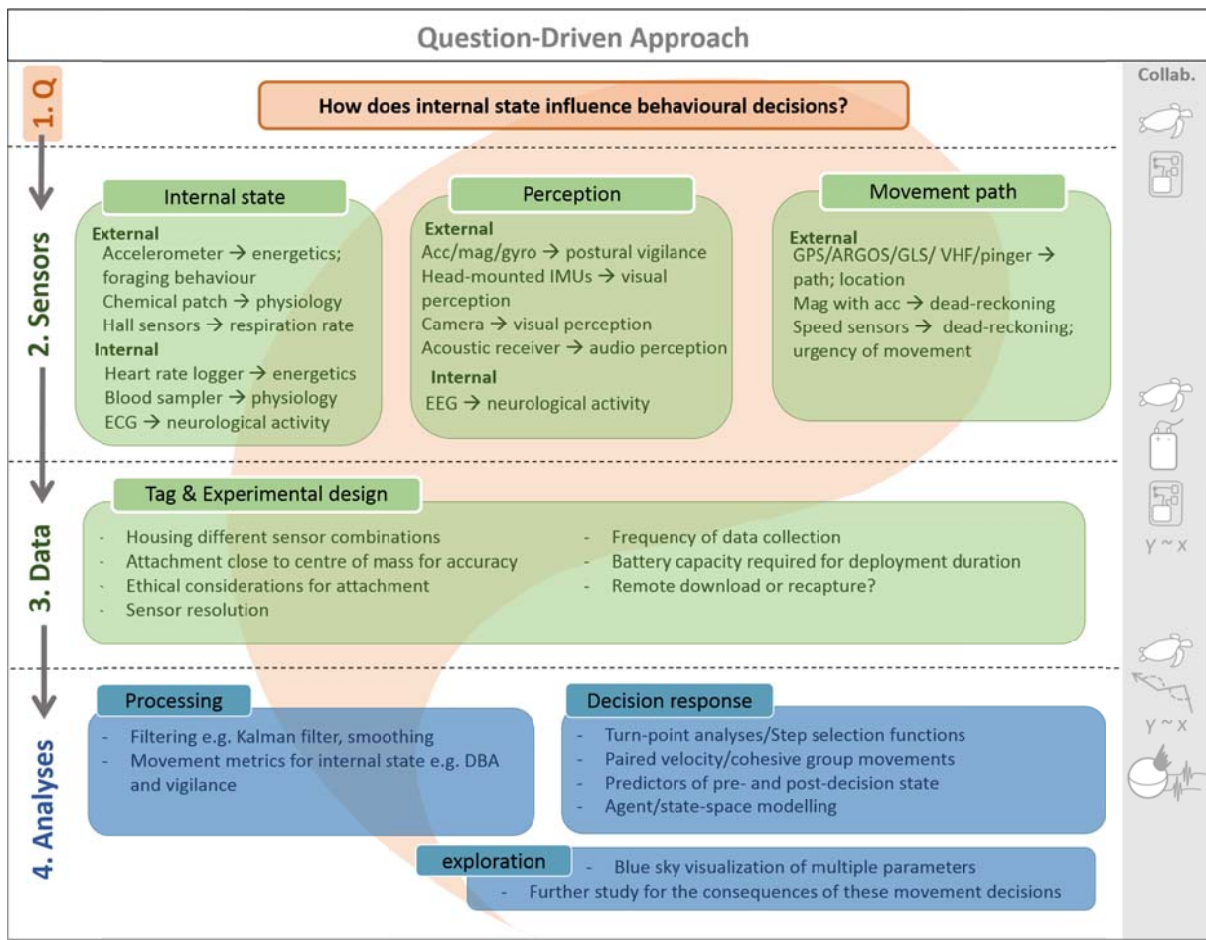 Question-Driven Approach
Collab.
1. Q
How does internal state influence behavioural decisions?
2. Sensors
Internal state
External
Accelerometer → energetics;
foraging behaviour
Chemical patch → physiology
Hall sensors → respiration rate
Internal
Heart rate logger → energetics
Blood sampler → physiology
ECG → neurological activity
Perception
External
Acc/mag/gyro → postural vigilance
Head-mounted IMUs → visual
perception
Camera → visual perception
Acoustic receiver → audio perception
Internal
EEG → neurological activity
Movement path
External
GPS/ARGOS/GLS/ VHF/pinger →
path; location
Mag with acc → dead-reckoning
Speed sensors → dead-reckoning;
urgency of movement
3. Data
Tag & Experimental design
- Housing different sensor combinations
- Attachment close to centre of mass for accuracy
- Ethical considerations for attachment
- Sensor resolution
- Frequency of data collection
- Battery capacity required for deployment duration
- Remote download or recapture?
Y ~ X
4. Analyses
Processing
- Filtering e.g. Kalman filter, smoothing
- Movement metrics for internal state e.g. DBA
and vigilance
Decision response
- Turn-point analyses/Step selection functions
- Paired velocity/cohesive group movements
- Predictors of pre- and post-decision state
- Agent/state-space modelling
exploration
- Blue sky visualization of multiple parameters
- Further study for the consequences of these movement decisions
Y ~ X